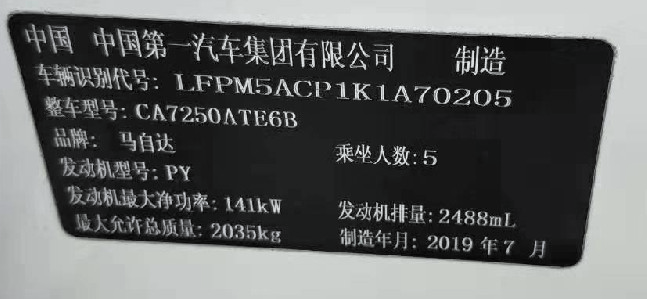 中国 中国第一汽车集团有限公司 制造
车辆识别代号: LFPM5ACP1K1A70205
整车型号: CA7250ATE6B
品牌: 马自达 乘坐人数: 5
发动机型号: PY
发动机最大净功率: 141kW 发动机排量: 2488mL
最大允许总质量: 2035kg 制造年月: 2019 年 7 月